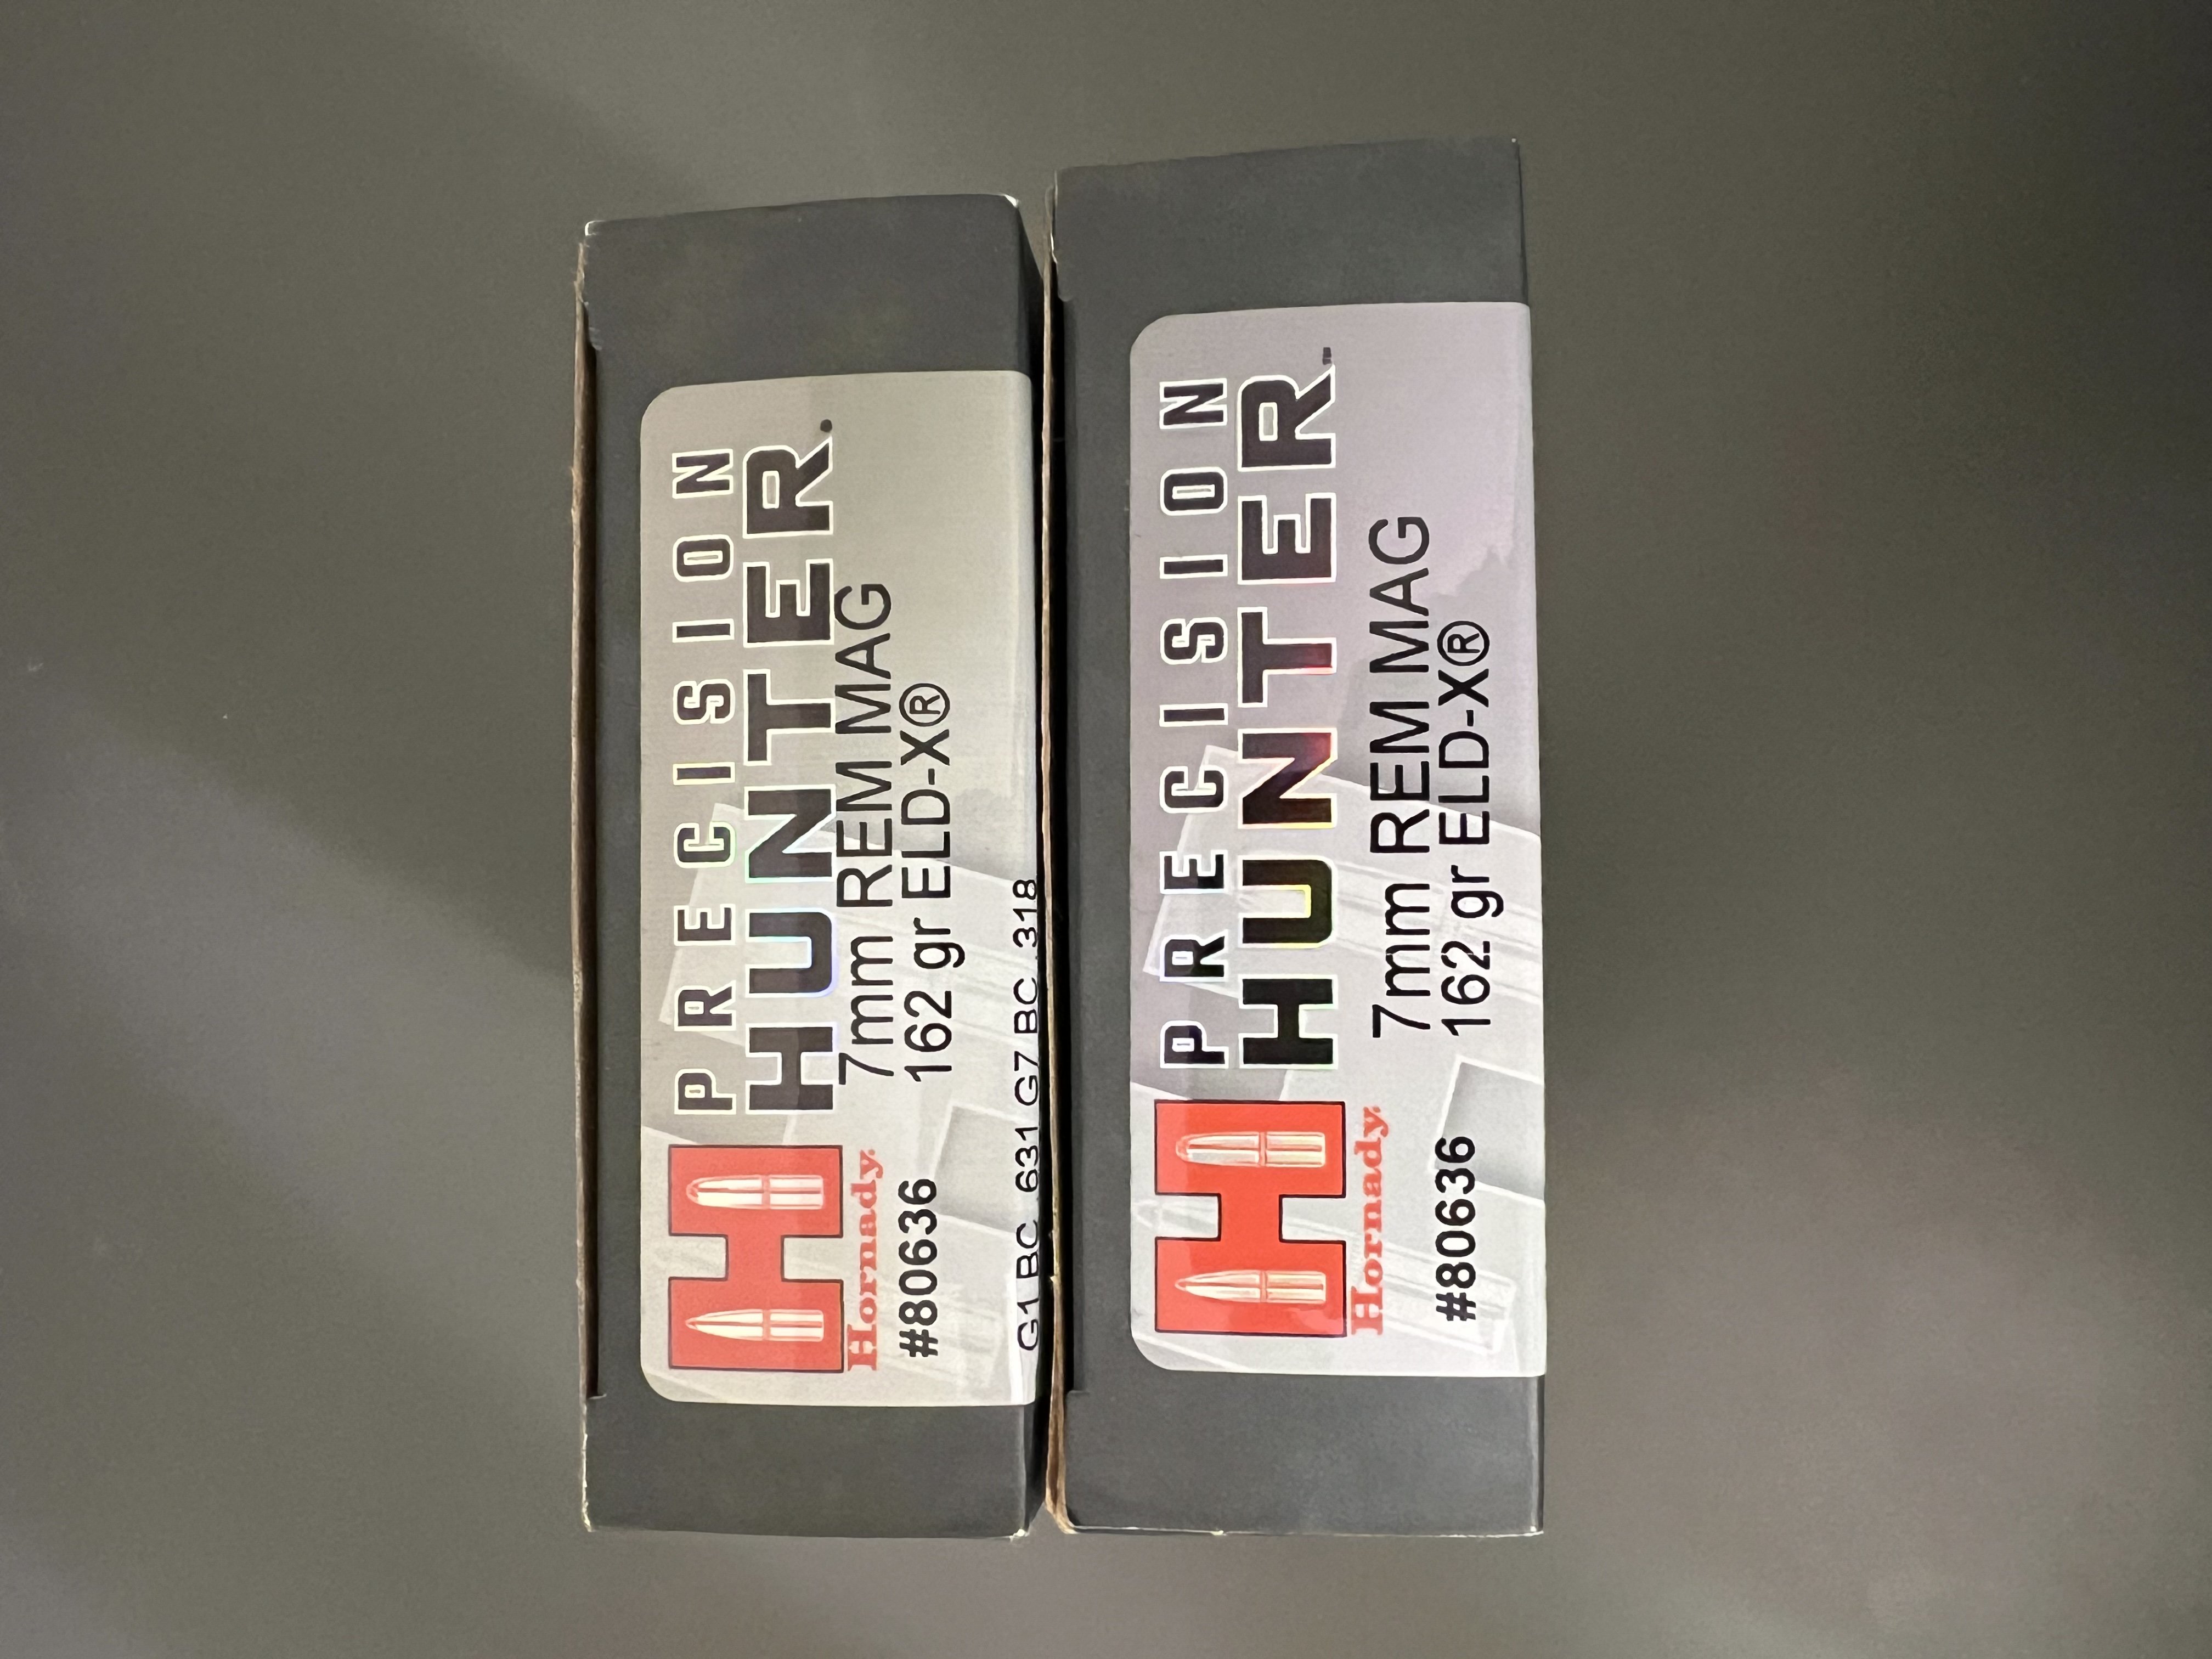 PRECISION
HUNTER®
7mm REM MAG
162 gr ELD-X®
Hornady®
#80636
G1 BC .631 G7 BC .318
PRECISION
HUNTER™
7mm REM MAG
162 gr ELD-X®
Hornady®
#80636